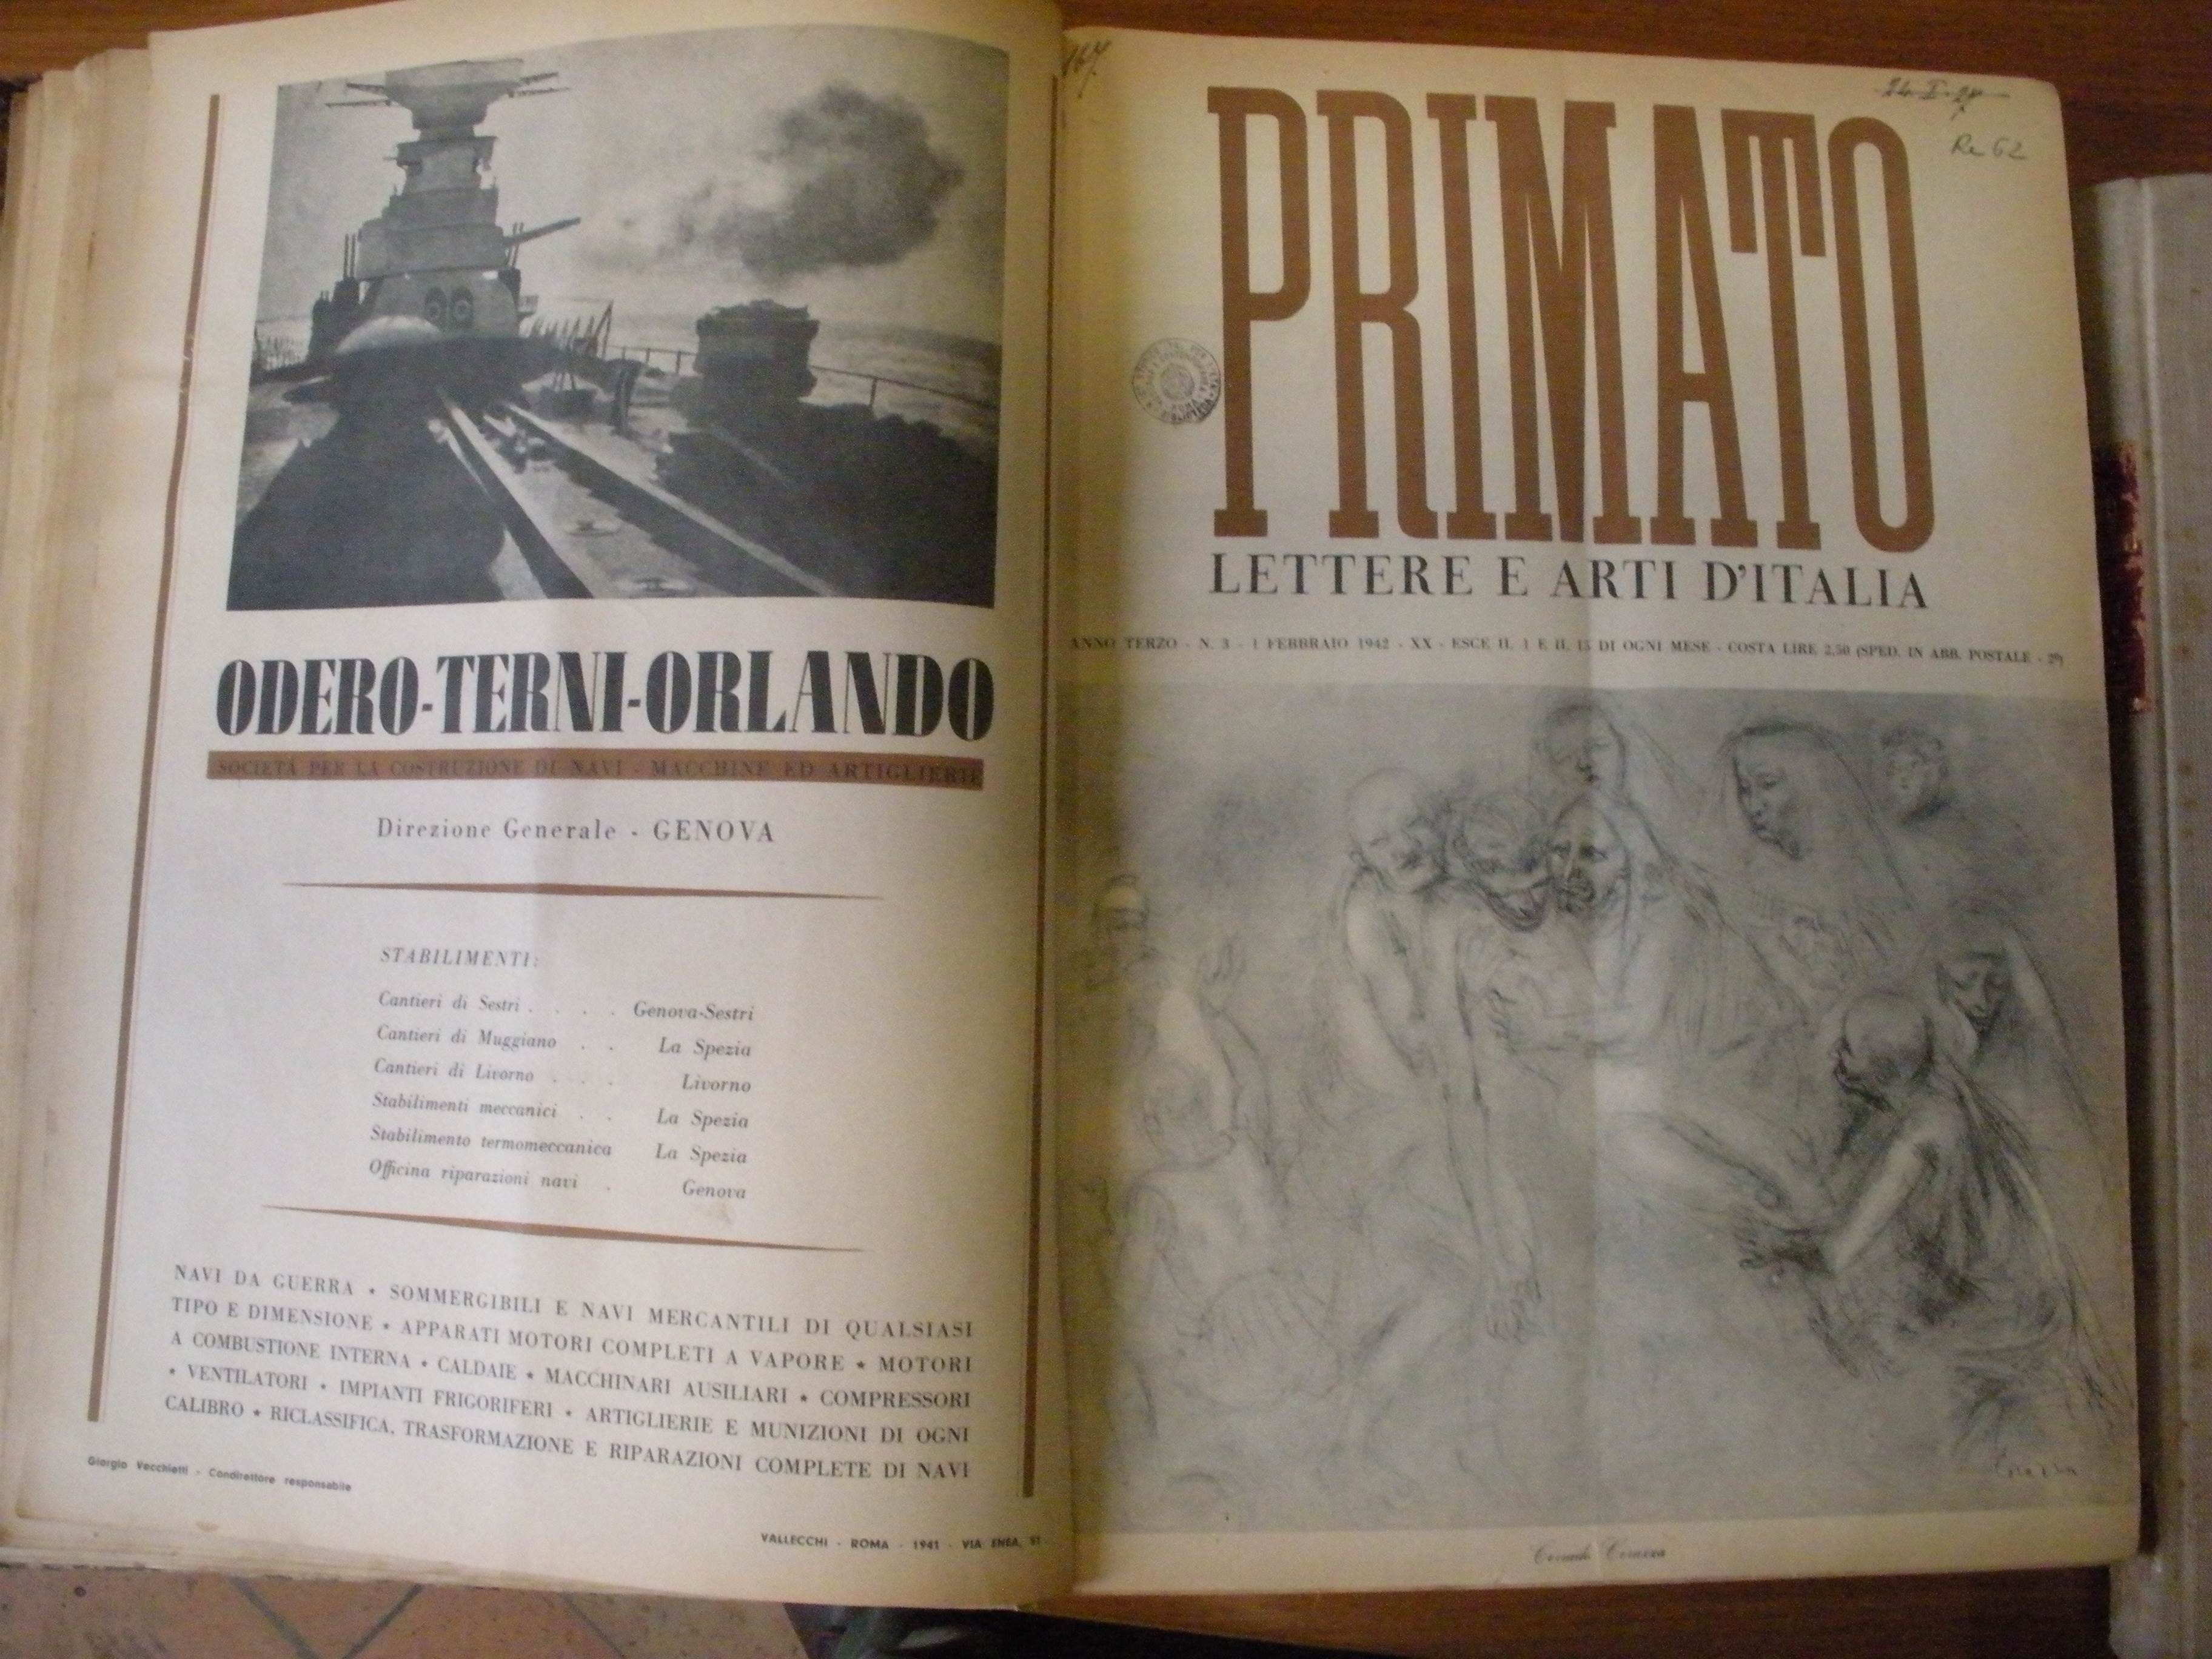 ODERO-TERNI-ORLANDO
SOCIETÀ PER LA COSTRUZIONE DI NAVI - MACCHINE ED ARTIGLIERIE
Direzione Generale - GENOVA
STABILIMENTI:
Cantieri di Sestri . . . . Genova-Sestri
Cantieri di Muggiano . . La Spezia
Cantieri di Livorno . . . Livorno
Stabilimenti meccanici . . La Spezia
Stabilimento termomeccanica La Spezia
Officina riparazioni navi . Genova
NAVI DA GUERRA ★ SOMMERGIBILI E NAVI MERCANTILI DI QUALSIASI
TIPO E DIMENSIONE ★ APPARATI MOTORI COMPLETI A VAPORE ★ MOTORI
A COMBUSTIONE INTERNA ★ CALDAIE ★ MACCHINARI AUSILIARI ★ COMPRESSORI
★ VENTILATORI ★ IMPIANTI FRIGORIFERI ★ ARTIGLIERIE E MUNIZIONI DI OGNI
CALIBRO ★ RICLASSIFICA, TRASFORMAZIONE E RIPARAZIONI COMPLETE DI NAVI
Giorgio Vecchietti - Condirettore responsabile
VALLECCHI - ROMA - 1941 - VIA ENEA, 51
PRIMATO
Re 62
LETTERE E ARTI D'ITALIA
ANNO TERZO - N. 3 - 1 FEBBRAIO 1942 - XX - ESCE IL 1 E IL 15 DI OGNI MESE - COSTA LIRE 2,50 (SPED. IN ABB. POSTALE - 2º)